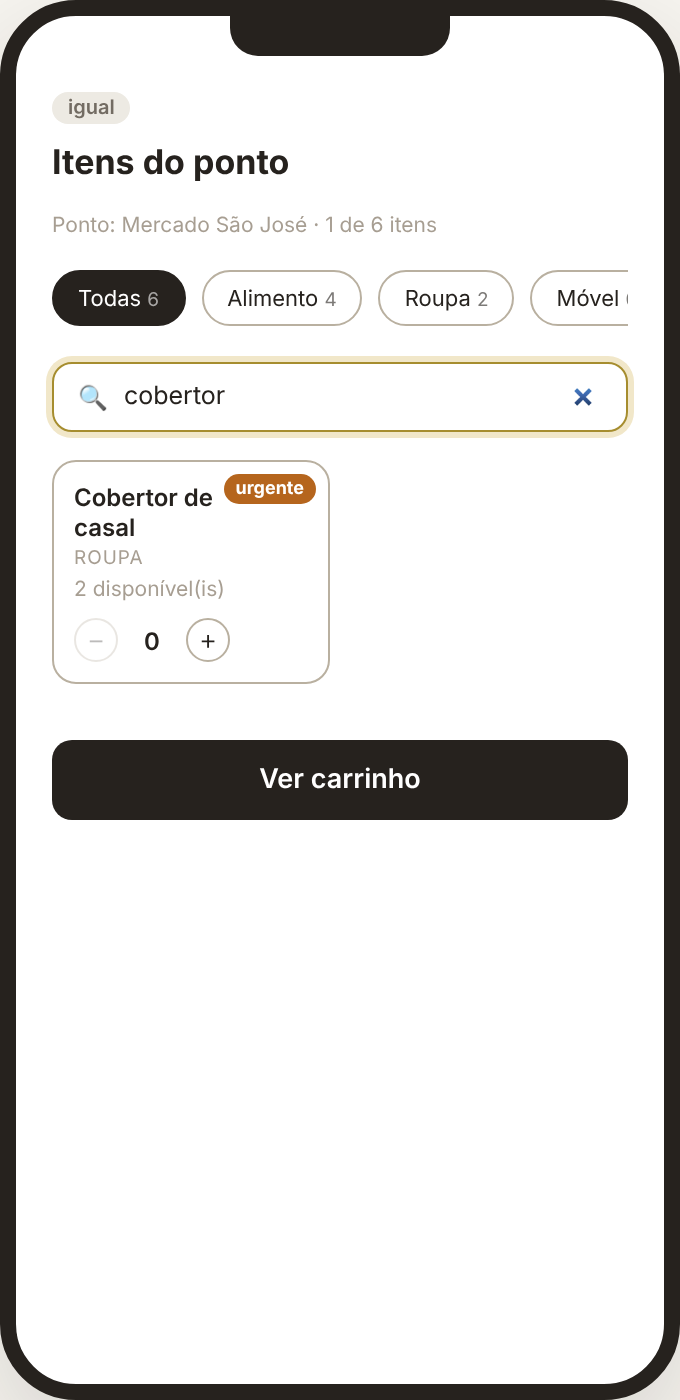 igual
Itens do ponto
Ponto: Mercado São José · 1 de 6 itens
Todas 6 Alimento 4 Roupa 2 Móvel
cobertor
Cobertor de casal
urgente
ROUPA
2 disponível(is)
− 0 +
Ver carrinho